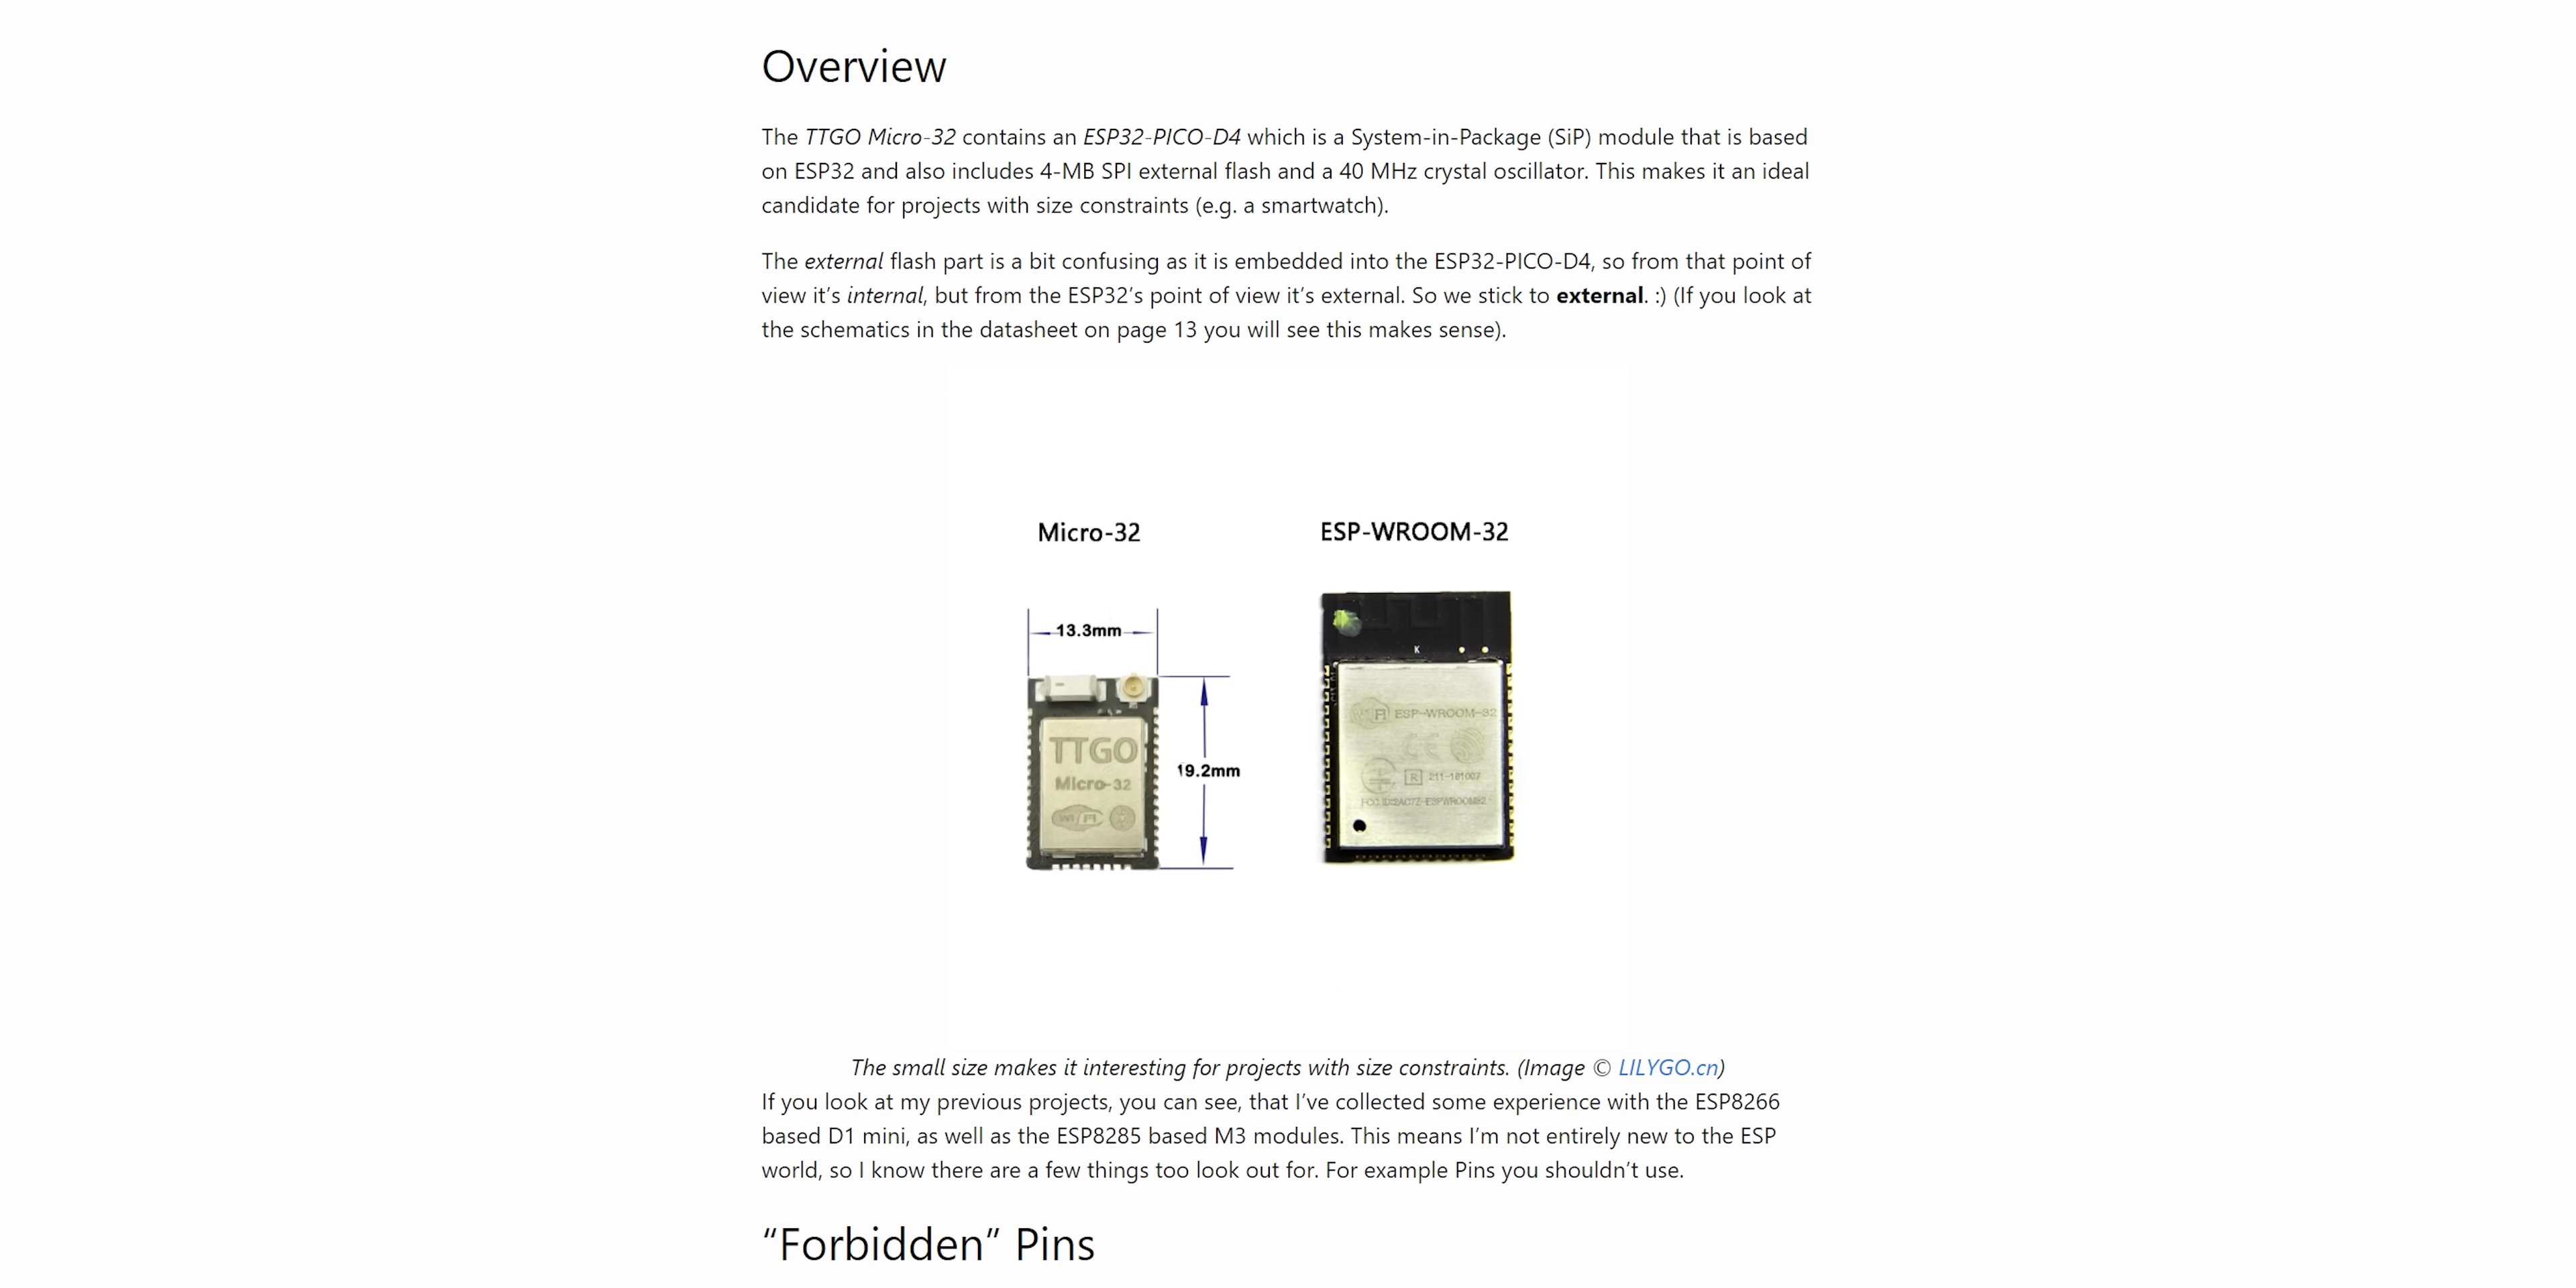 Overview
The TTGO Micro-32 contains an ESP32-PICO-D4 which is a System-in-Package (SiP) module that is based
on ESP32 and also includes 4-MB SPI external flash and a 40 MHz crystal oscillator. This makes it an ideal
candidate for projects with size constraints (e.g. a smartwatch).
The external flash part is a bit confusing as it is embedded into the ESP32-PICO-D4, so from that point of
view it’s internal, but from the ESP32’s point of view it’s external. So we stick to external. :) (If you look at
the schematics in the datasheet on page 13 you will see this makes sense).
Micro-32
ESP-WROOM-32
13.3mm
K
19.2mm
TTGO
Micro-32
WiFi
Fi ESP-WROOM-32
CE
R 211-161007
FCC ID:2AC7Z-ESPWROOM32
The small size makes it interesting for projects with size constraints. (Image © LILYGO.cn)
If you look at my previous projects, you can see, that I’ve collected some experience with the ESP8266
based D1 mini, as well as the ESP8285 based M3 modules. This means I’m not entirely new to the ESP
world, so I know there are a few things too look out for. For example Pins you shouldn’t use.
“Forbidden” Pins